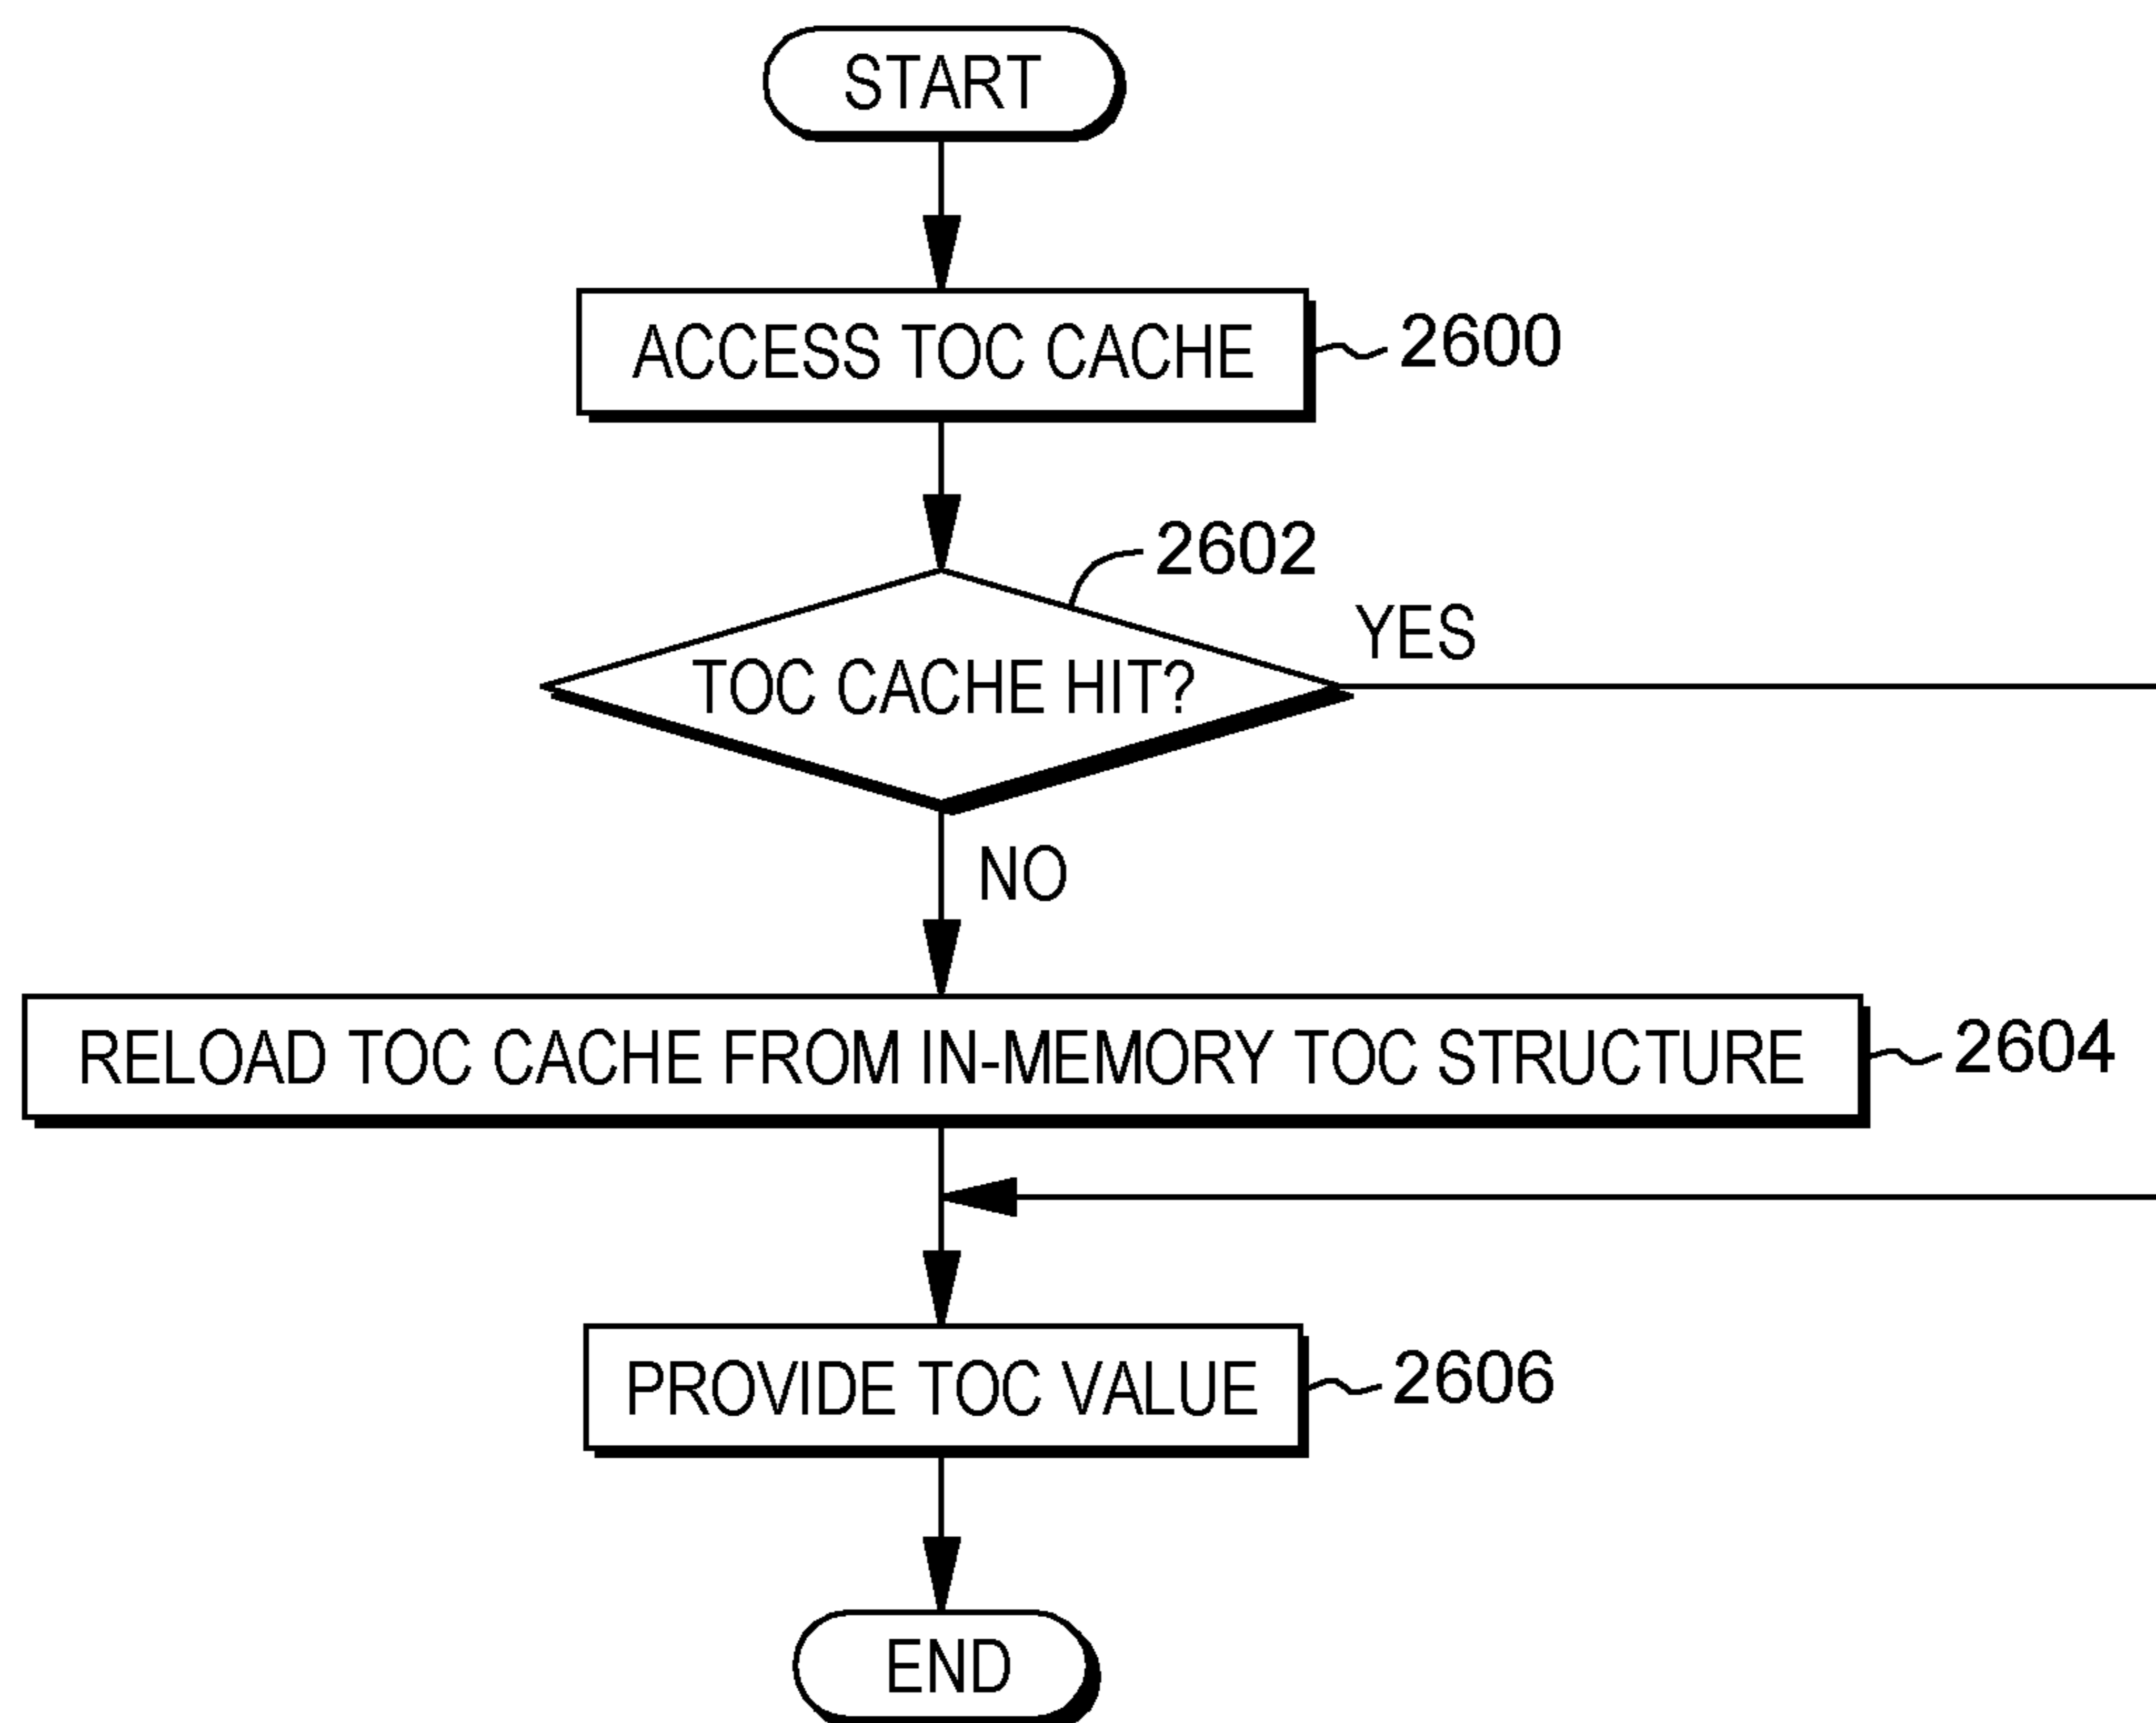 START
ACCESS TOC CACHE
2600
2602
YES
TOC CACHE HIT?
NO
RELOAD TOC CACHE FROM IN-MEMORY TOC STRUCTURE
2604
PROVIDE TOC VALUE
2606
END